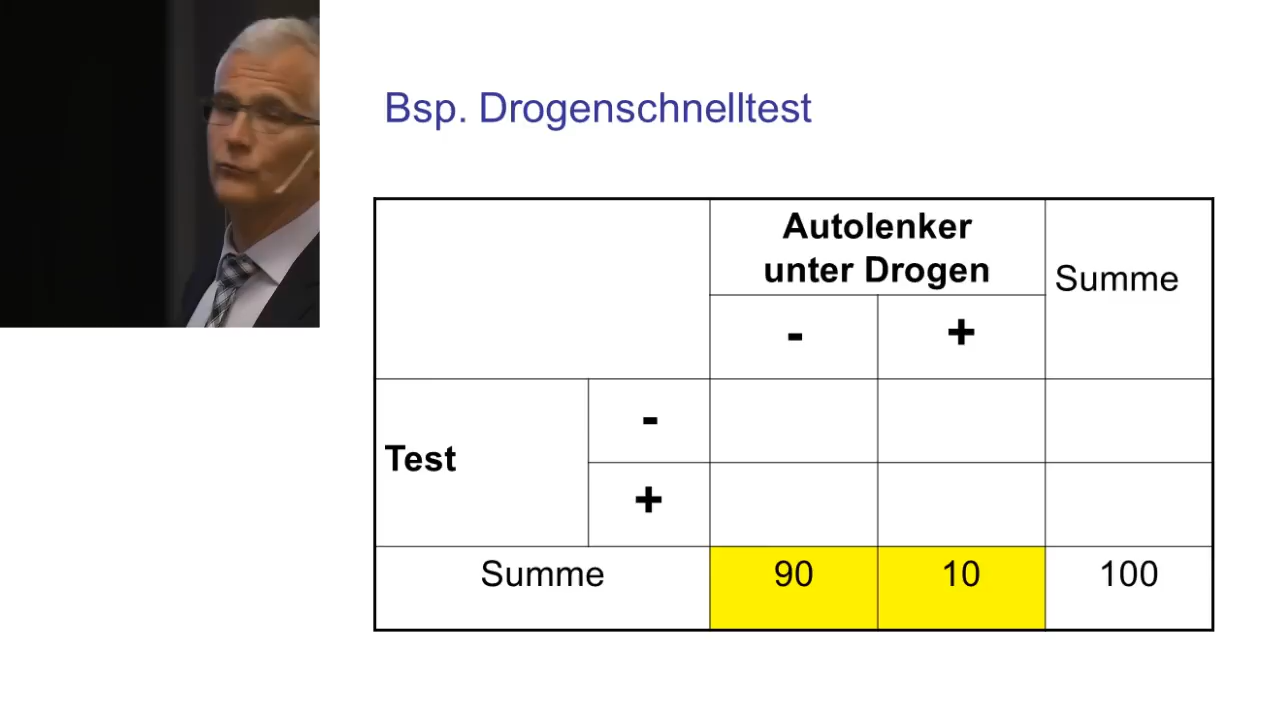 Bsp. Drogenschnelltest
Autolenker
unter Drogen
Summe
- +
-
Test
+
Summe 90 10 100